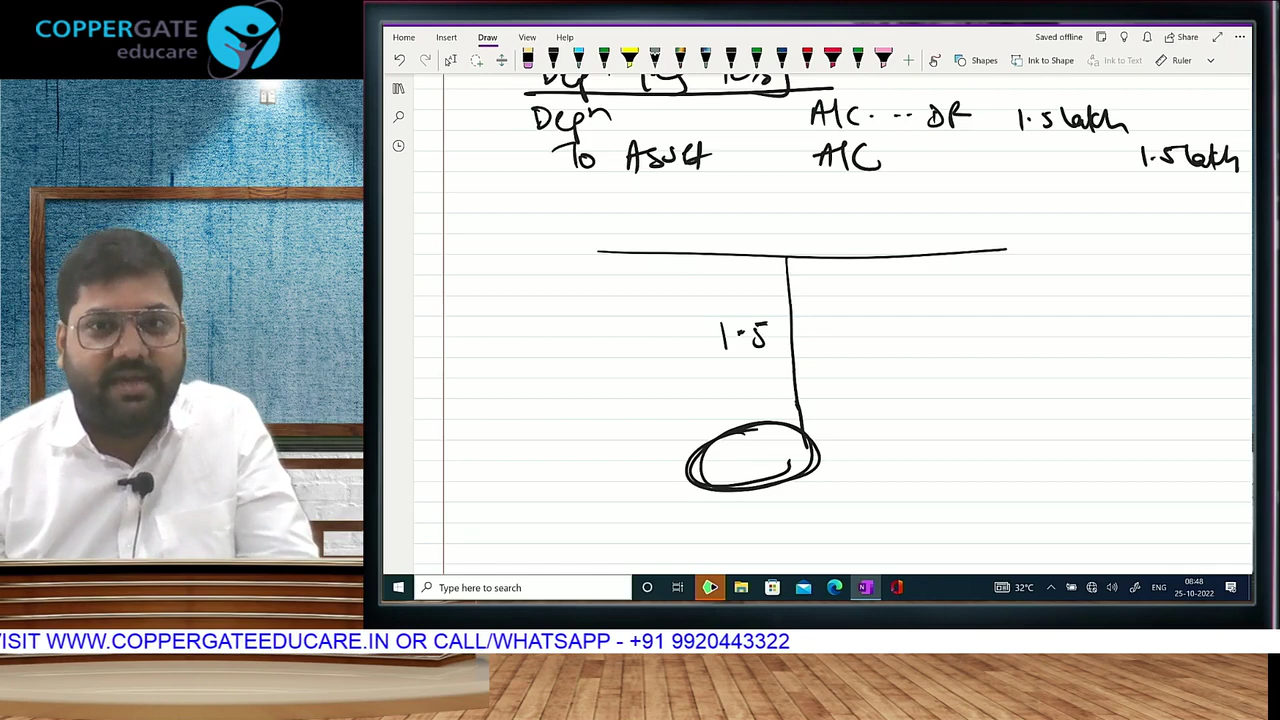 COPPERGATE
educare
Home Insert Draw View Help
Saved offline
Share
Shapes
Ink to Shape
Ink to Text
Ruler
Depn A/C. .. DR 1.5 lakh
To Asset A/C 1.5 lakh
1.5
Type here to search
32°C
ENG
08:48
25-10-2022
VISIT WWW.COPPERGATEEDUCARE.IN OR CALL/WHATSAPP - +91 9920443322